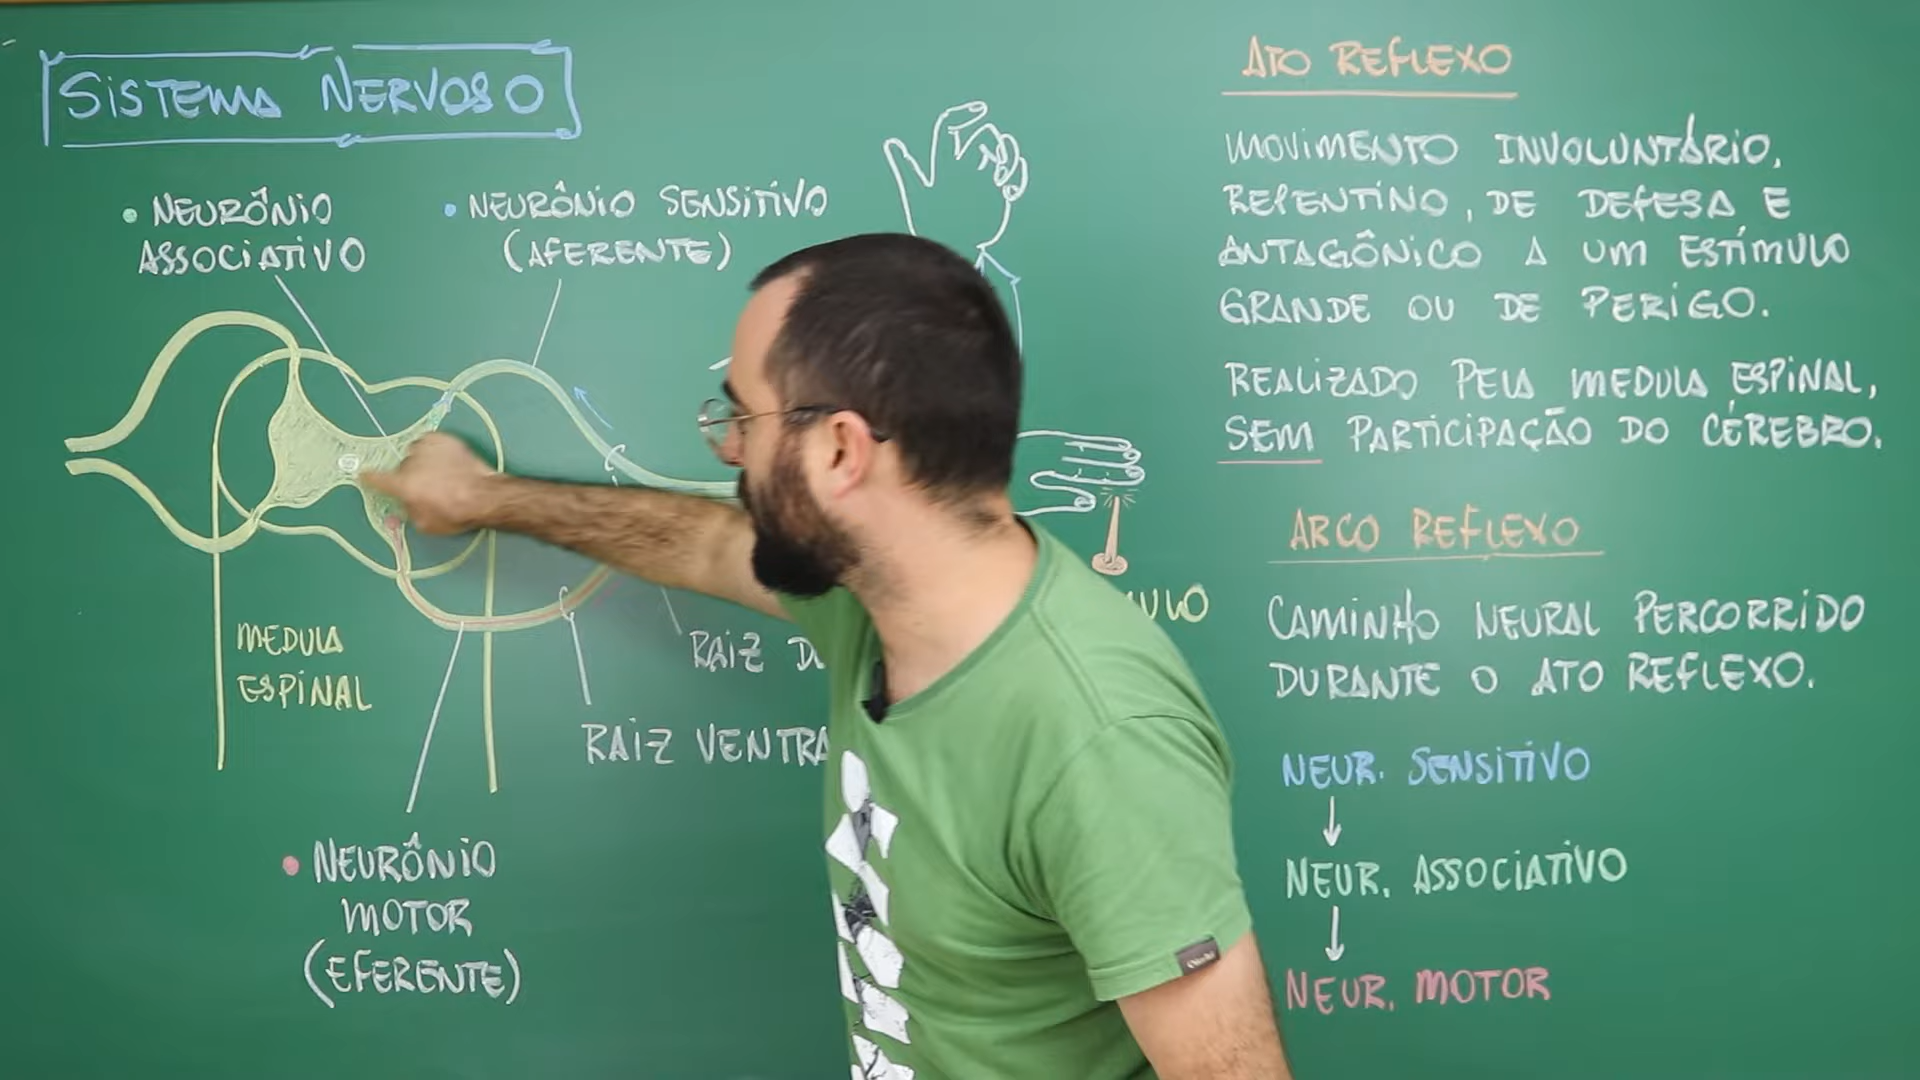 SISTEMA NERVOSO
• NEURÔNIO
ASSOCIATIVO
• NEURÔNIO SENSITIVO
(AFERENTE)
MEDULA
ESPINAL
RAIZ
RAIZ VENTRA
• NEURÔNIO
MOTOR
(EFERENTE)
ATO REFLEXO
MOVIMENTO INVOLUNTÁRIO,
REPENTINO, DE DEFESA E
ANTAGÔNICO A UM ESTÍMULO
GRANDE OU DE PERIGO.
REALIZADO PELA MEDULA ESPINAL,
SEM PARTICIPAÇÃO DO CÉREBRO.
ARCO REFLEXO
CAMINHO NEURAL PERCORRIDO
DURANTE O ATO REFLEXO.
NEUR. SENSITIVO
NEUR. ASSOCIATIVO
NEUR. MOTOR